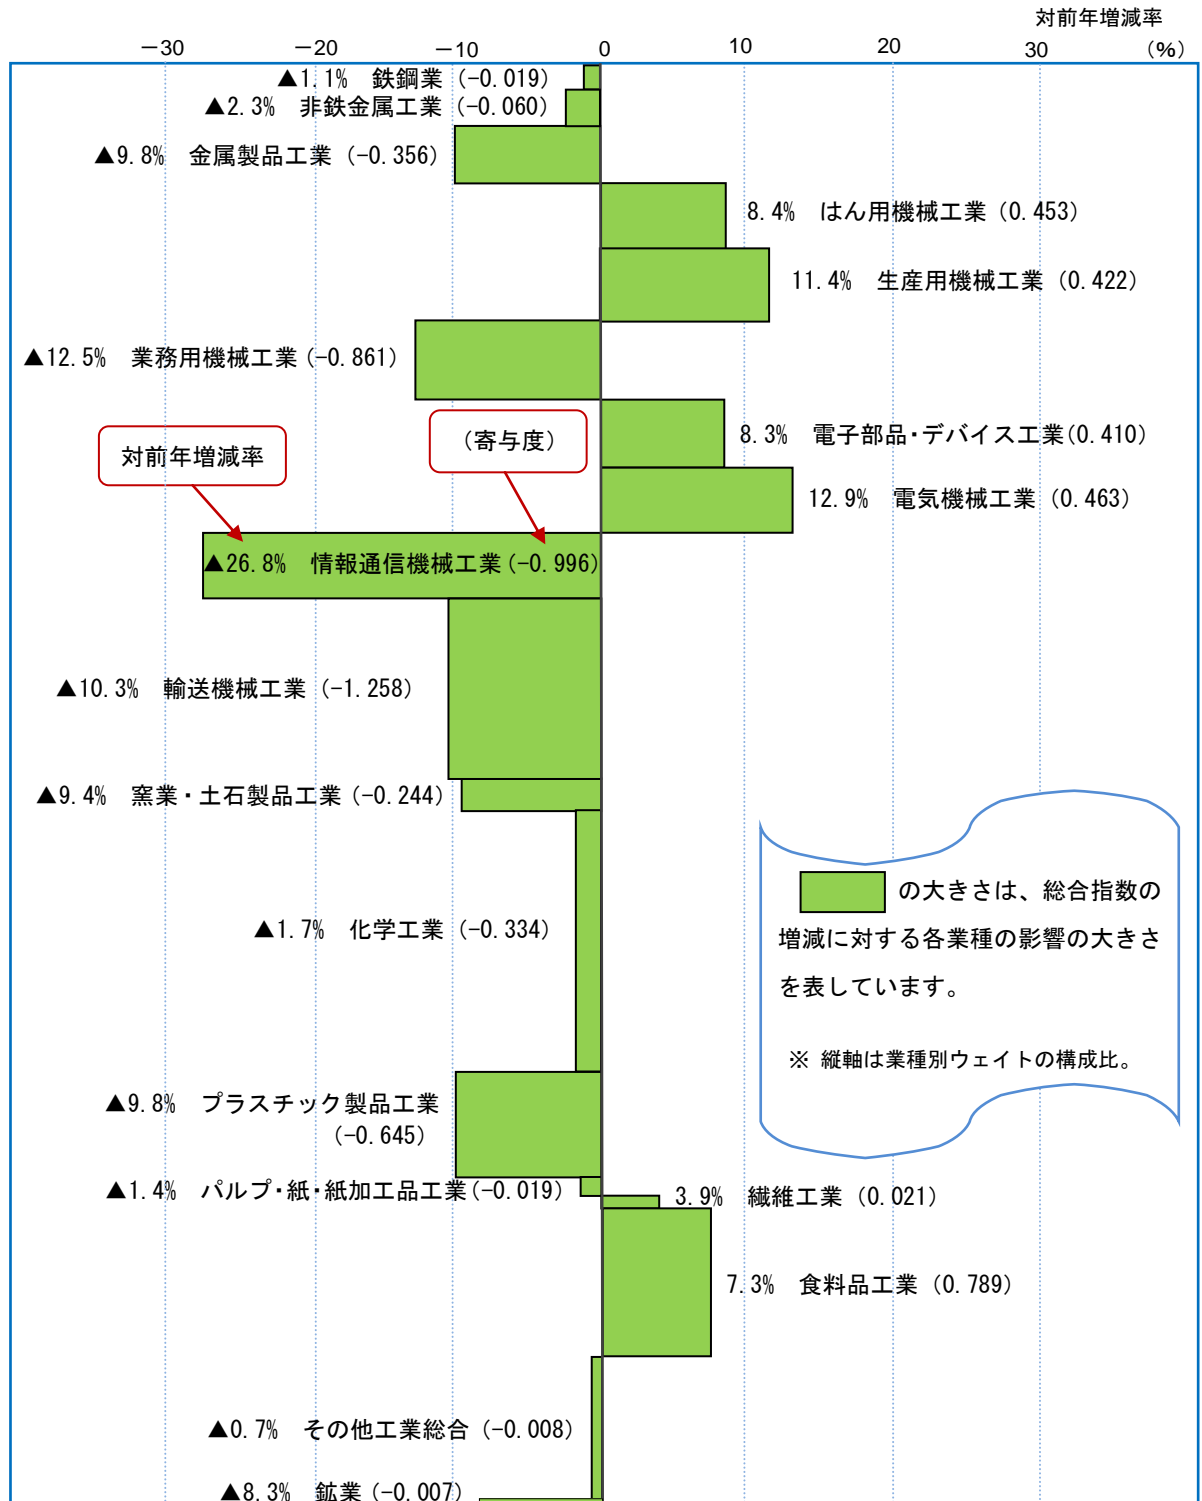 対前年増減率
－30 －20 －10 0 10 20 30 (%)
▲1.1% 鉄鋼業（-0.019）
▲2.3% 非鉄金属工業（-0.060）
▲9.8% 金属製品工業（-0.356）
8.4% はん用機械工業（0.453）
11.4% 生産用機械工業（0.422）
▲12.5% 業務用機械工業（-0.861）
8.3% 電子部品・デバイス工業（0.410）
対前年増減率
（寄与度）
12.9% 電気機械工業（0.463）
▲26.8% 情報通信機械工業（-0.996）
▲10.3% 輸送機械工業（-1.258）
▲9.4% 窯業・土石製品工業（-0.244）
の大きさは、総合指数の
増減に対する各業種の影響の大きさ
を表しています。
※ 縦軸は業種別ウェイトの構成比。
▲1.7% 化学工業（-0.334）
▲9.8% プラスチック製品工業
（-0.645）
▲1.4% パルプ・紙・紙加工品工業（-0.019）
3.9% 繊維工業（0.021）
7.3% 食料品工業（0.789）
▲0.7% その他工業総合（-0.008）
▲8.3% 鉱業（-0.007）